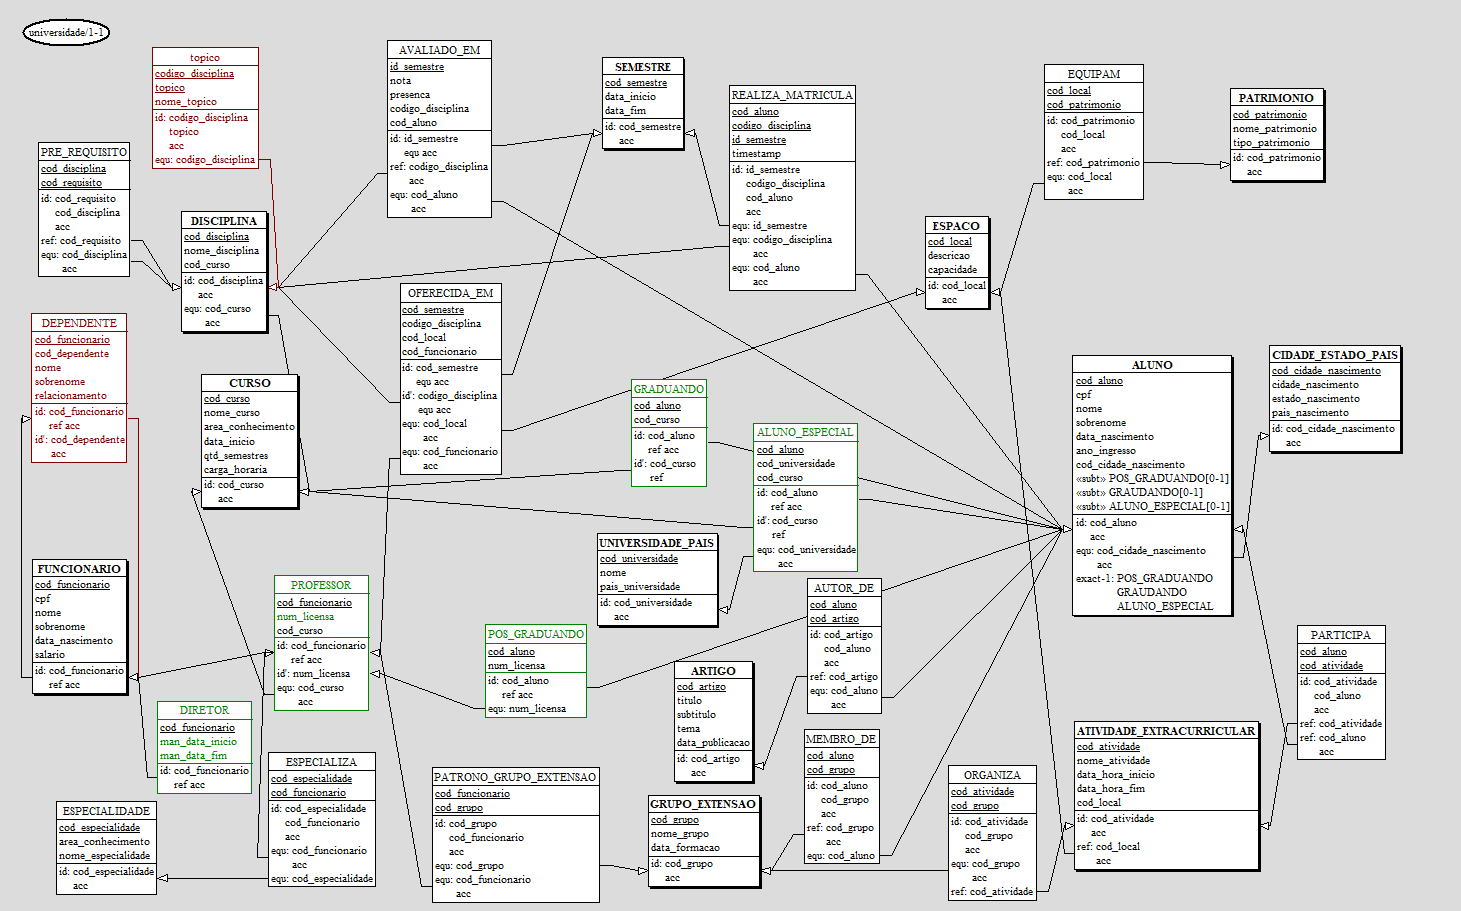 universidade/1-1
topico
codigo_disciplina
topico
nome_topico
id: codigo_disciplina
topico
acc
equ: codigo_disciplina
AVALIADO_EM
id_semestre
nota
presenca
codigo_disciplina
cod_aluno
id: id_semestre
equ acc
ref: codigo_disciplina
acc
equ: cod_aluno
acc
SEMESTRE
cod_semestre
data_inicio
data_fim
id: cod_semestre
acc
REALIZA_MATRICULA
cod_aluno
codigo_disciplina
id_semestre
timestamp
id: id_semestre
codigo_disciplina
cod_aluno
acc
equ: id_semestre
equ: codigo_disciplina
acc
equ: cod_aluno
acc
EQUIPAM
cod_local
cod_patrimonio
id: cod_patrimonio
cod_local
acc
ref: cod_patrimonio
equ: cod_local
acc
PATRIMONIO
cod_patrimonio
nome_patrimonio
tipo_patrimonio
id: cod_patrimonio
acc
PRE_REQUISITO
cod_disciplina
cod_requisito
id: cod_requisito
cod_disciplina
acc
ref: cod_requisito
equ: cod_disciplina
acc
DISCIPLINA
cod_disciplina
nome_disciplina
cod_curso
id: cod_disciplina
acc
equ: cod_curso
acc
ESPACO
cod_local
descricao
capacidade
id: cod_local
acc
OFERECIDA_EM
cod_semestre
codigo_disciplina
cod_local
cod_funcionario
id: cod_semestre
equ acc
id': codigo_disciplina
equ acc
equ: cod_local
acc
equ: cod_funcionario
acc
DEPENDENTE
cod_funcionario
cod_dependente
nome
sobrenome
relacionamento
id: cod_funcionario
ref acc
id': cod_dependente
acc
CURSO
cod_curso
nome_curso
area_conhecimento
data_inicio
qtd_semestres
carga_horaria
id: cod_curso
acc
GRADUANDO
cod_aluno
cod_curso
id: cod_aluno
ref acc
id': cod_curso
ref
ALUNO_ESPECIAL
cod_aluno
cod_universidade
cod_curso
id: cod_aluno
ref acc
id': cod_curso
ref
equ: cod_universidade
acc
ALUNO
cod_aluno
cpf
nome
sobrenome
data_nascimento
ano_ingresso
cod_cidade_nascimento
«subt» POS_GRADUANDO[0-1]
«subt» GRAUDANDO[0-1]
«subt» ALUNO_ESPECIAL[0-1]
id: cod_aluno
acc
equ: cod_cidade_nascimento
acc
exact-1: POS_GRADUANDO
GRAUDANDO
ALUNO_ESPECIAL
CIDADE_ESTADO_PAIS
cod_cidade_nascimento
cidade_nascimento
estado_nascimento
pais_nascimento
id: cod_cidade_nascimento
acc
UNIVERSIDADE_PAIS
cod_universidade
nome
pais_universidade
id: cod_universidade
acc
FUNCIONARIO
cod_funcionario
cpf
nome
sobrenome
data_nascimento
salario
id: cod_funcionario
ref acc
PROFESSOR
cod_funcionario
num_licensa
cod_curso
id: cod_funcionario
ref acc
id': num_licensa
equ: cod_curso
acc
POS_GRADUANDO
cod_aluno
num_licensa
id: cod_aluno
ref acc
equ: num_licensa
AUTOR_DE
cod_aluno
cod_artigo
id: cod_artigo
cod_aluno
acc
ref: cod_artigo
equ: cod_aluno
acc
ARTIGO
cod_artigo
titulo
subtitulo
tema
data_publicacao
id: cod_artigo
acc
PARTICIPA
cod_aluno
cod_atividade
id: cod_atividade
cod_aluno
acc
ref: cod_atividade
ref: cod_aluno
acc
DIRETOR
cod_funcionario
man_data_inicio
man_data_fim
id: cod_funcionario
ref acc
ESPECIALIZA
cod_especialidade
cod_funcionario
id: cod_especialidade
cod_funcionario
acc
equ: cod_funcionario
acc
equ: cod_especialidade
ESPECIALIDADE
cod_especialidade
area_conhecimento
nome_especialidade
id: cod_especialidade
acc
PATRONO_GRUPO_EXTENSAO
cod_funcionario
cod_grupo
id: cod_grupo
cod_funcionario
acc
equ: cod_grupo
equ: cod_funcionario
acc
GRUPO_EXTENSAO
cod_grupo
nome_grupo
data_formacao
id: cod_grupo
acc
MEMBRO_DE
cod_aluno
cod_grupo
id: cod_aluno
cod_grupo
acc
ref: cod_grupo
acc
equ: cod_aluno
ORGANIZA
cod_atividade
cod_grupo
id: cod_atividade
cod_grupo
acc
equ: cod_grupo
acc
ref: cod_atividade
ATIVIDADE_EXTRACURRICULAR
cod_atividade
nome_atividade
data_hora_inicio
data_hora_fim
cod_local
id: cod_atividade
acc
ref: cod_local
acc